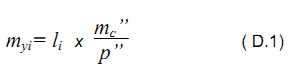 m_yi = l_i x m_c” / p” ( D.1)